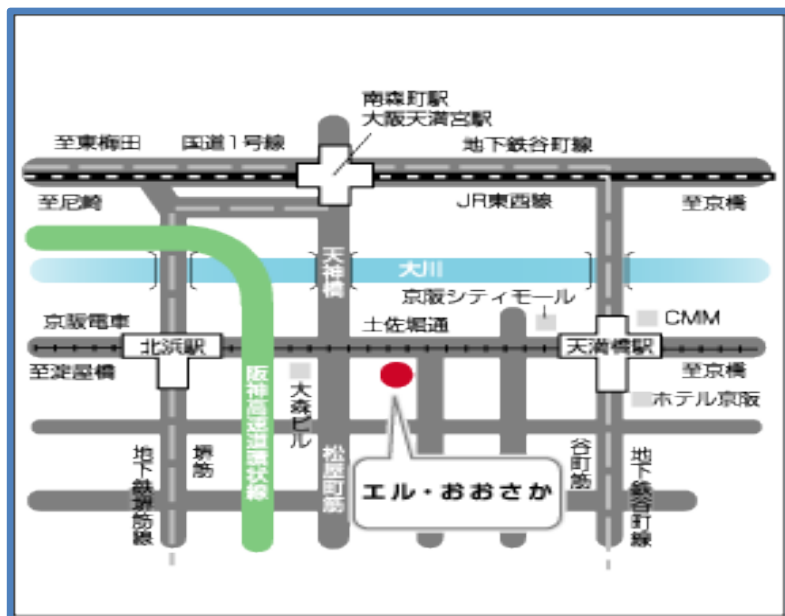 南森町駅
大阪天満宮駅
至東梅田
国道1号線
地下鉄谷町線
至尼崎
JR東西線
至京橋
天神橋
大川
京阪シティモール
京阪電車
土佐堀通
CMM
北浜駅
天満橋駅
至淀屋橋
至京橋
阪神高速道環状線
大森ビル
ホテル京阪
地下鉄堺筋線
堺筋
松屋町筋
エル・おおさか
谷町筋
地下鉄谷町線